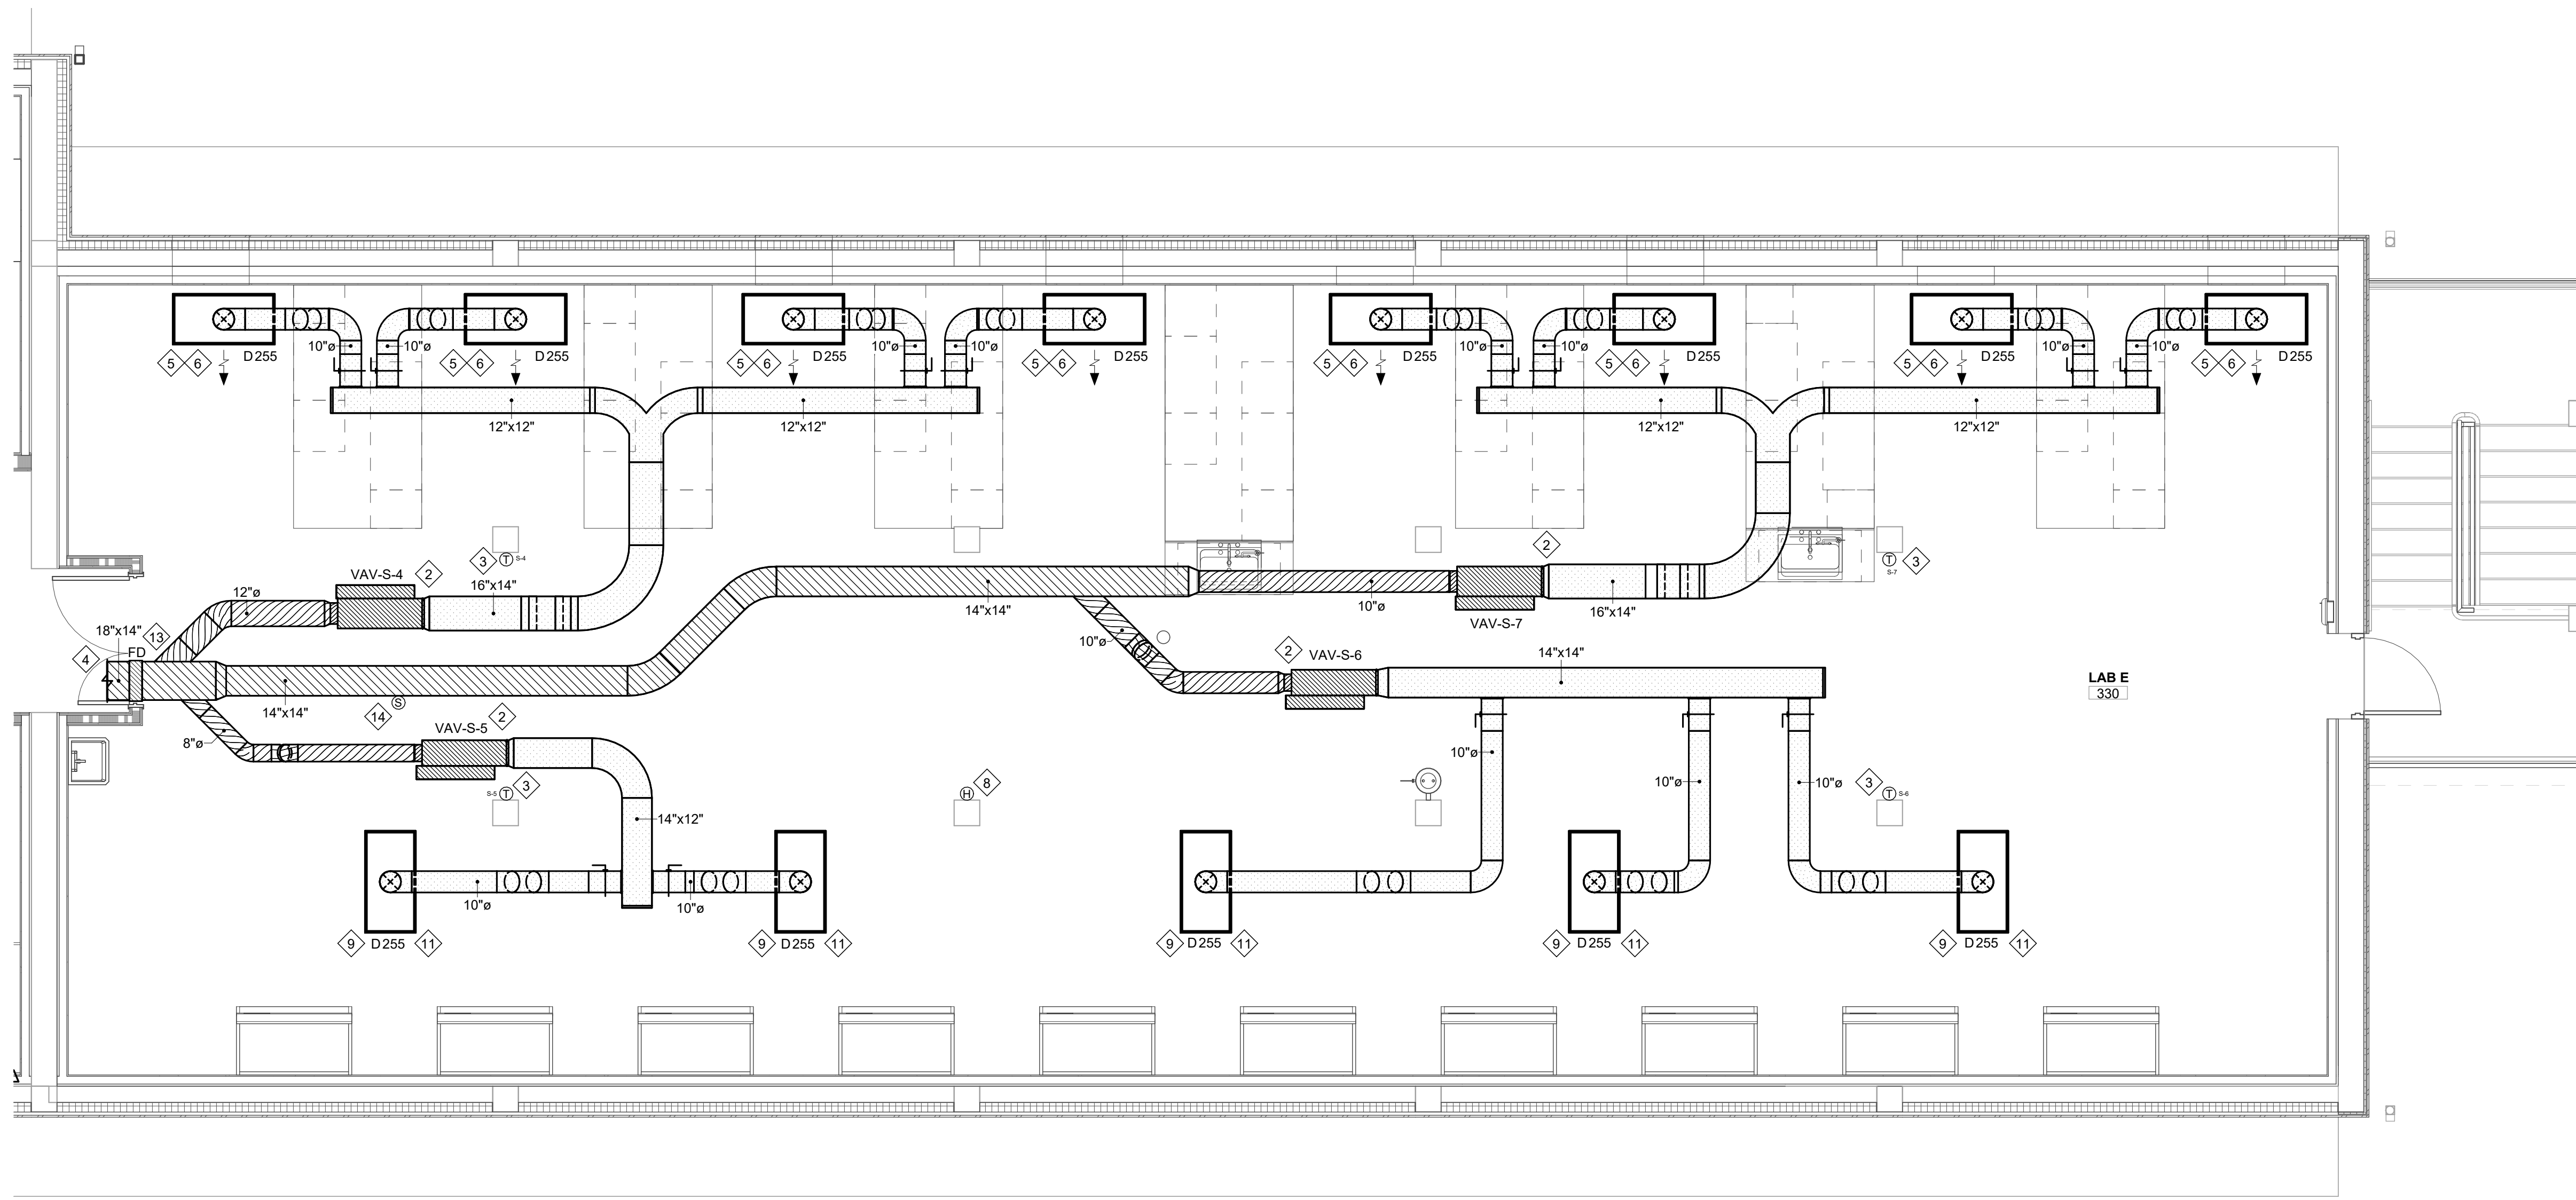 10"ø 10"ø 10"ø 10"ø 10"ø 10"ø 10"ø 10"ø
5 6 D255 5 6 D255 5 6 D255 5 6 D255 5 6 D255 5 6 D255 5 6 D255 5 6 D255
12"x12" 12"x12" 12"x12" 12"x12"
2
3 T S-4 T S-7 3
VAV-S-4 2
16"x14"
12"ø
14"x14" 10"ø 16"x14"
VAV-S-7
18"x14" 13
4 FD
10"ø
2 VAV-S-6 14"x14"
LAB E
330
14"x14" 14 S 2
VAV-S-5
8"ø
10"ø
10"ø 10"ø 3
S-5 T 3 H 8 T S-6
14"x12"
10"ø 10"ø
9 D255 11 9 D255 11 9 D255 11 9 D255 11 9 D255 11